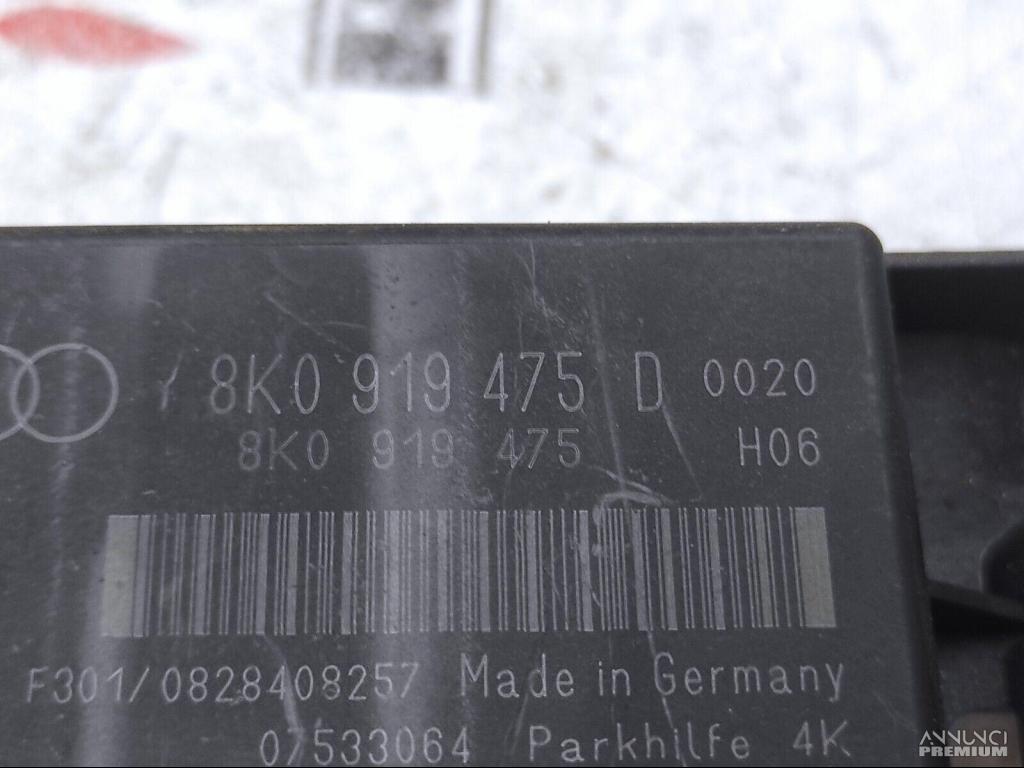 8K0 919 475 D 0020
8K0 919 475 H06
F301/0828408257 Made in Germany
07533064 Parkhilfe 4K
ANNUNCI
PREMIUM